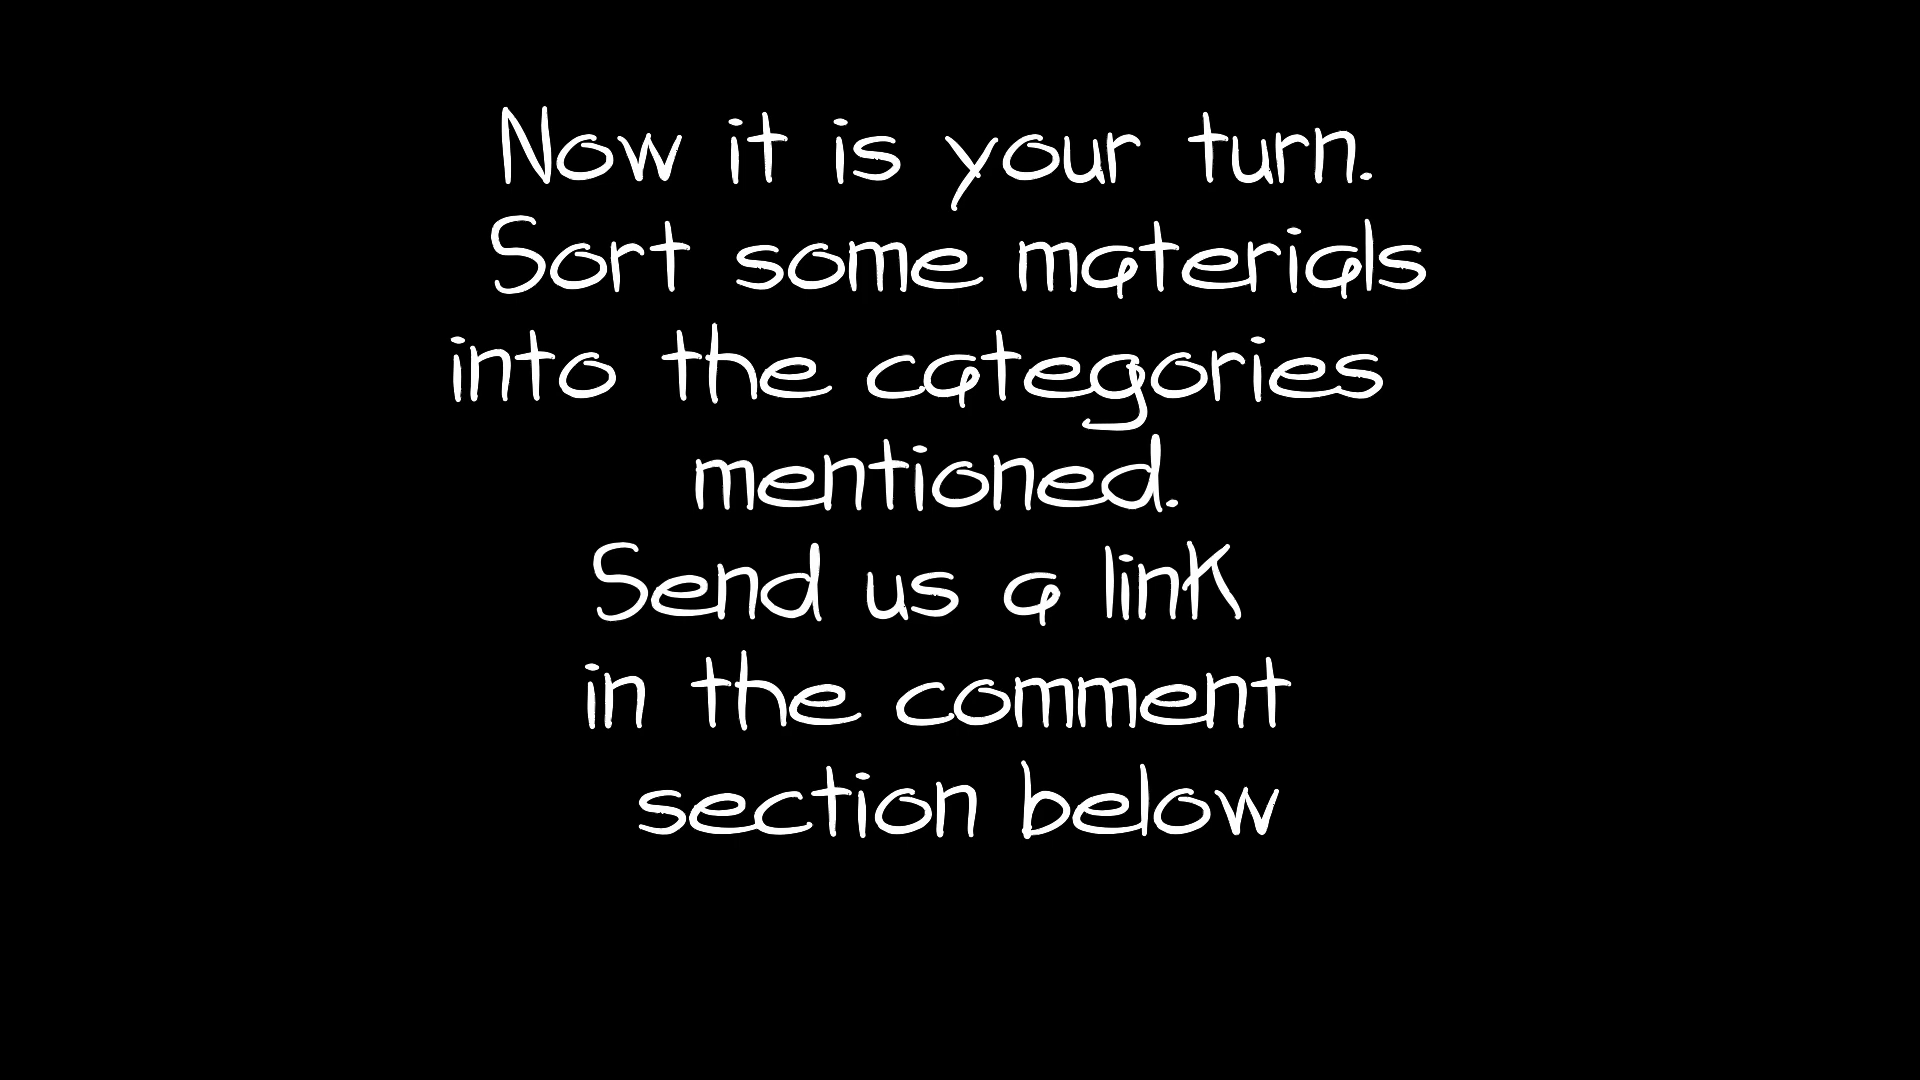 Now it is your turn.
Sort some materials
into the categories
mentioned.
Send us a link
in the comment
section below